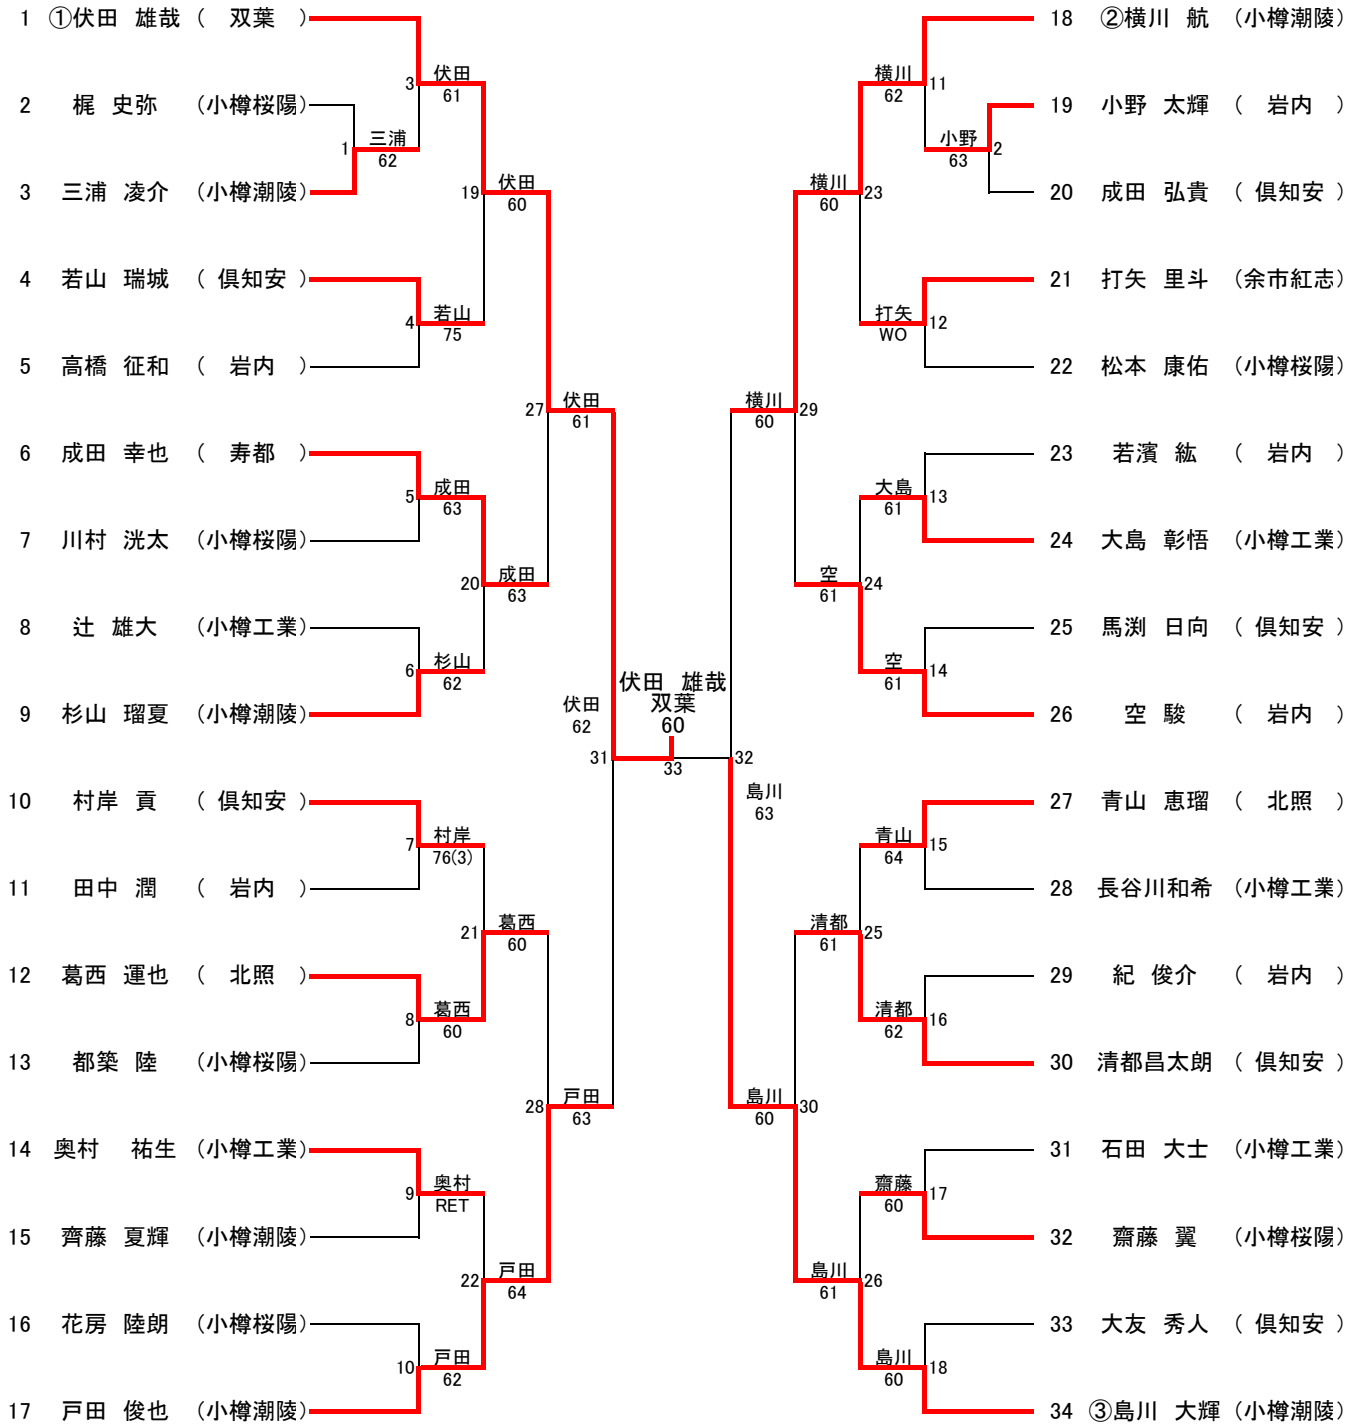 1 ①伏田 雄哉 ( 双葉 )
2 梶 史弥 (小樽桜陽)
3 三浦 凌介 (小樽潮陵)
4 若山 瑞城 ( 倶知安 )
5 高橋 征和 ( 岩内 )
6 成田 幸也 ( 寿都 )
7 川村 洸太 (小樽桜陽)
8 辻 雄大 (小樽工業)
9 杉山 瑠夏 (小樽潮陵)
10 村岸 貢 ( 倶知安 )
11 田中 潤 ( 岩内 )
12 葛西 運也 ( 北照 )
13 都築 陸 (小樽桜陽)
14 奥村 祐生 (小樽工業)
15 齊藤 夏輝 (小樽潮陵)
16 花房 陸朗 (小樽桜陽)
17 戸田 俊也 (小樽潮陵)
1 三浦
62
3 伏田
61
4 若山
75
5 成田
63
6 杉山
62
7 村岸
76(3)
8 葛西
60
9 奥村
RET
10 戸田
62
19 伏田
60
20 成田
63
21 葛西
60
22 戸田
64
27 伏田
61
28 戸田
63
伏田
62
31
伏田 雄哉
双葉
60
33
32
島川
63
横川 29
60
島川 30
60
横川 23
60
空 24
61
清都 25
61
島川 26
61
横川 11
62
小野 2
63
打矢 12
WO
大島 13
61
空 14
61
青山 15
64
清都 16
62
齋藤 17
60
島川 18
60
18 ②横川 航 (小樽潮陵)
19 小野 太輝 ( 岩内 )
20 成田 弘貴 ( 倶知安 )
21 打矢 里斗 (余市紅志)
22 松本 康佑 (小樽桜陽)
23 若濱 紘 ( 岩内 )
24 大島 彰悟 (小樽工業)
25 馬渕 日向 ( 倶知安 )
26 空 駿 ( 岩内 )
27 青山 恵瑠 ( 北照 )
28 長谷川和希 (小樽工業)
29 紀 俊介 ( 岩内 )
30 清都昌太朗 ( 倶知安 )
31 石田 大士 (小樽工業)
32 齋藤 翼 (小樽桜陽)
33 大友 秀人 ( 倶知安 )
34 ③島川 大輝 (小樽潮陵)